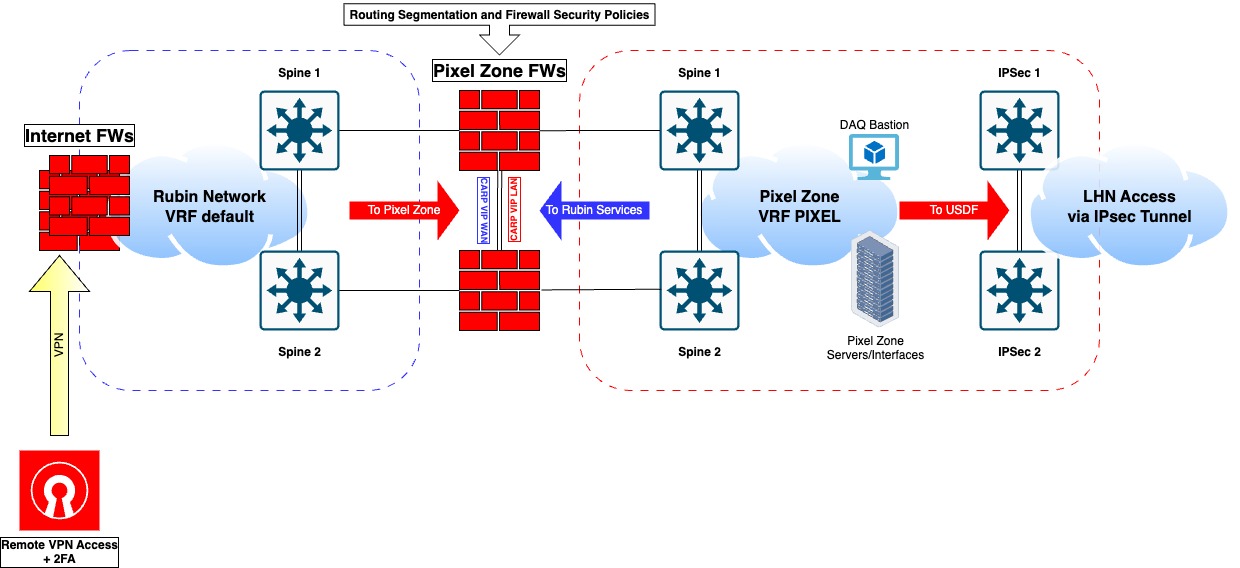 Routing Segmentation and Firewall Security Policies
Spine 1
Pixel Zone FWs
Spine 1
IPSec 1
Internet FWs
DAQ Bastion
Rubin Network
VRF default
To Pixel Zone
CARP VIP WAN
CARP VIP LAN
To Rubin Services
Pixel Zone
VRF PIXEL
To USDF
LHN Access
via IPsec Tunnel
VPN
Spine 2
Spine 2
Pixel Zone
Servers/Interfaces
IPSec 2
Remote VPN Access
+ 2FA